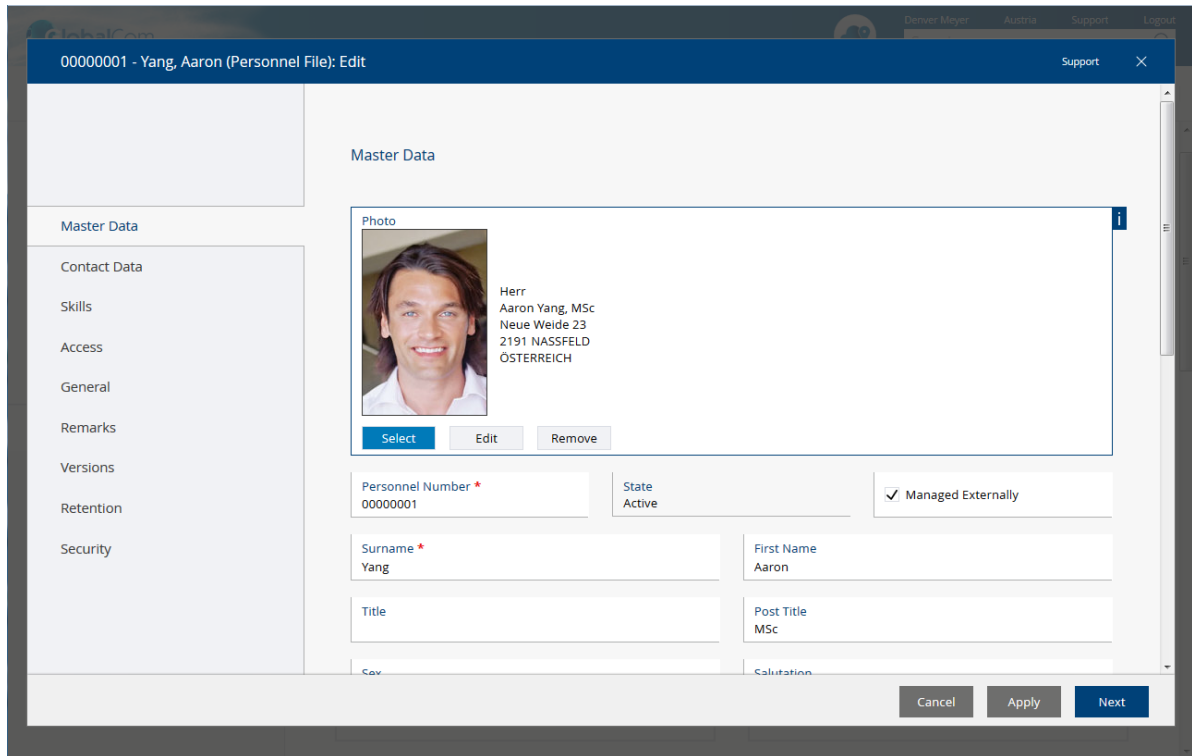 GlobalCom
Denver Meyer Austria Support Logout
00000001 - Yang, Aaron (Personnel File): Edit
Support
Master Data
Contact Data
Skills
Access
General
Remarks
Versions
Retention
Security
Master Data
Photo
i
Herr
Aaron Yang, MSc
Neue Weide 23
2191 NASSFELD
ÖSTERREICH
Select Edit Remove
Personnel Number *
00000001
State
Active
Managed Externally
Surname *
Yang
First Name
Aaron
Title
Post Title
MSc
Sex
Salutation
Cancel Apply Next